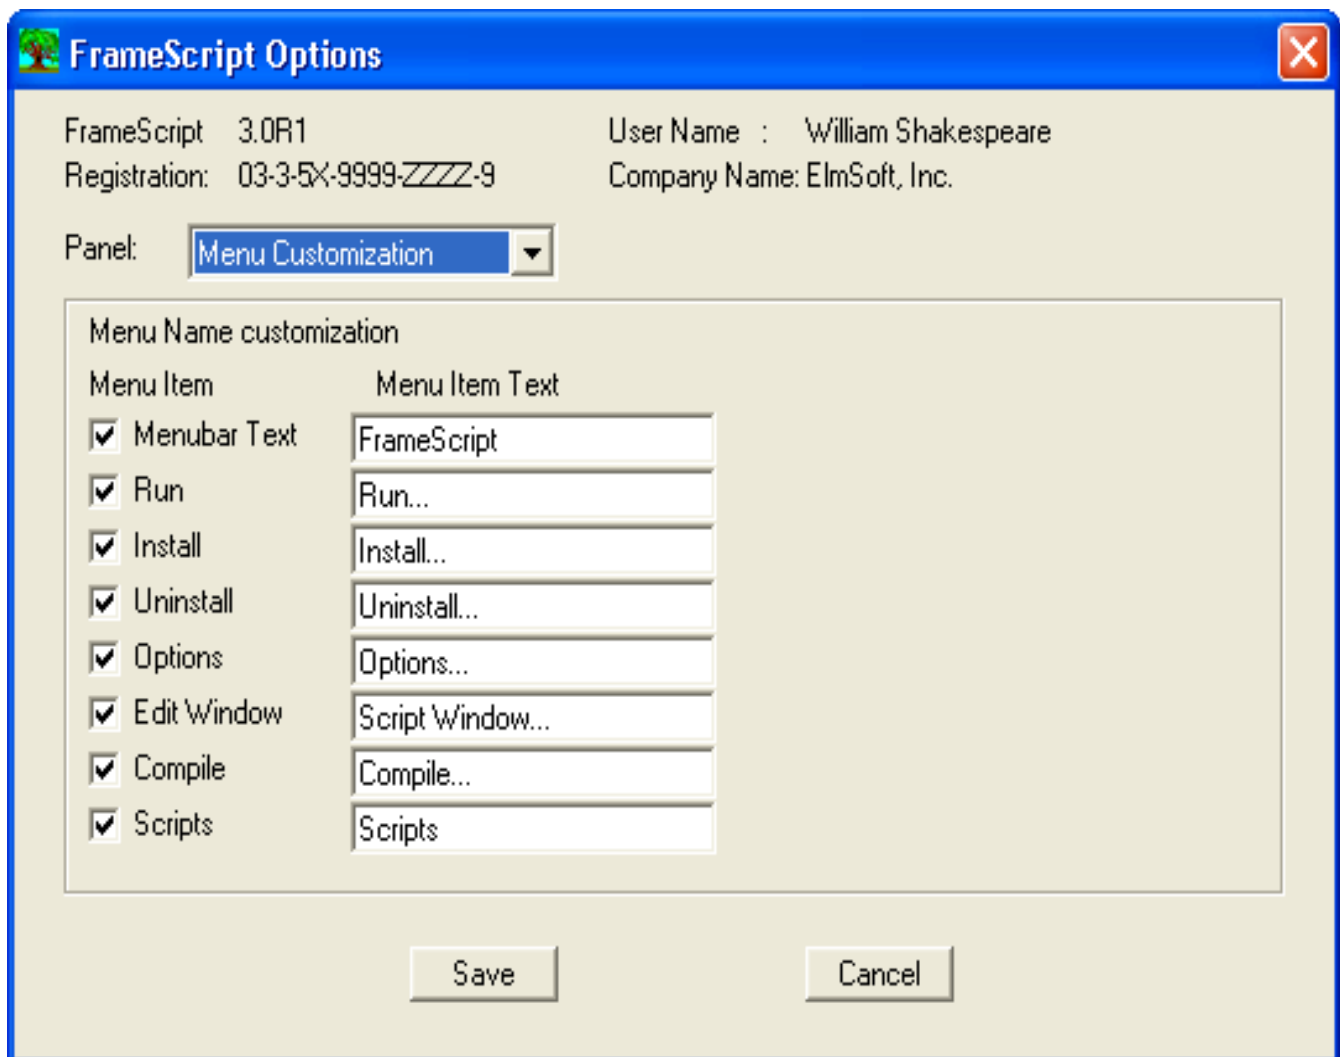 FrameScript Options
FrameScript 3.0R1 User Name : William Shakespeare
Registration: 03-3-5X-9999-ZZZZ-9 Company Name: ElmSoft, Inc.
Panel: Menu Customization
Menu Name customization
Menu Item Menu Item Text
Menubar Text FrameScript
Run Run...
Install Install...
Uninstall Uninstall...
Options Options...
Edit Window Script Window...
Compile Compile...
Scripts Scripts
Save Cancel